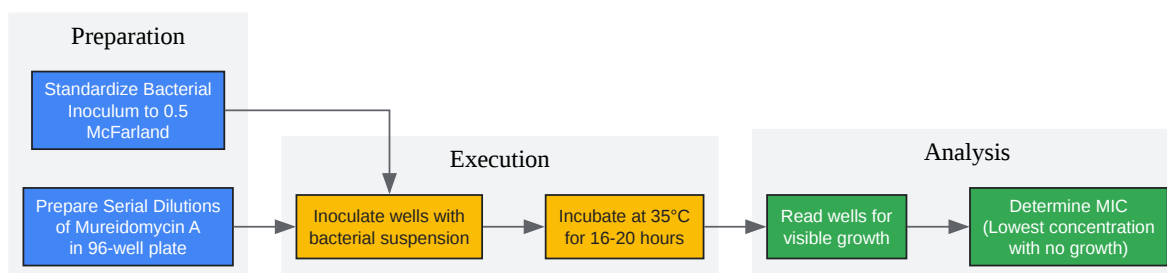 Preparation
Standardize Bacterial
Inoculum to 0.5
McFarland
Prepare Serial Dilutions
of Mureidomycin A
in 96-well plate
Execution
Inoculate wells with
bacterial suspension
Incubate at 35°C
for 16-20 hours
Analysis
Read wells for
visible growth
Determine MIC
(Lowest concentration
with no growth)